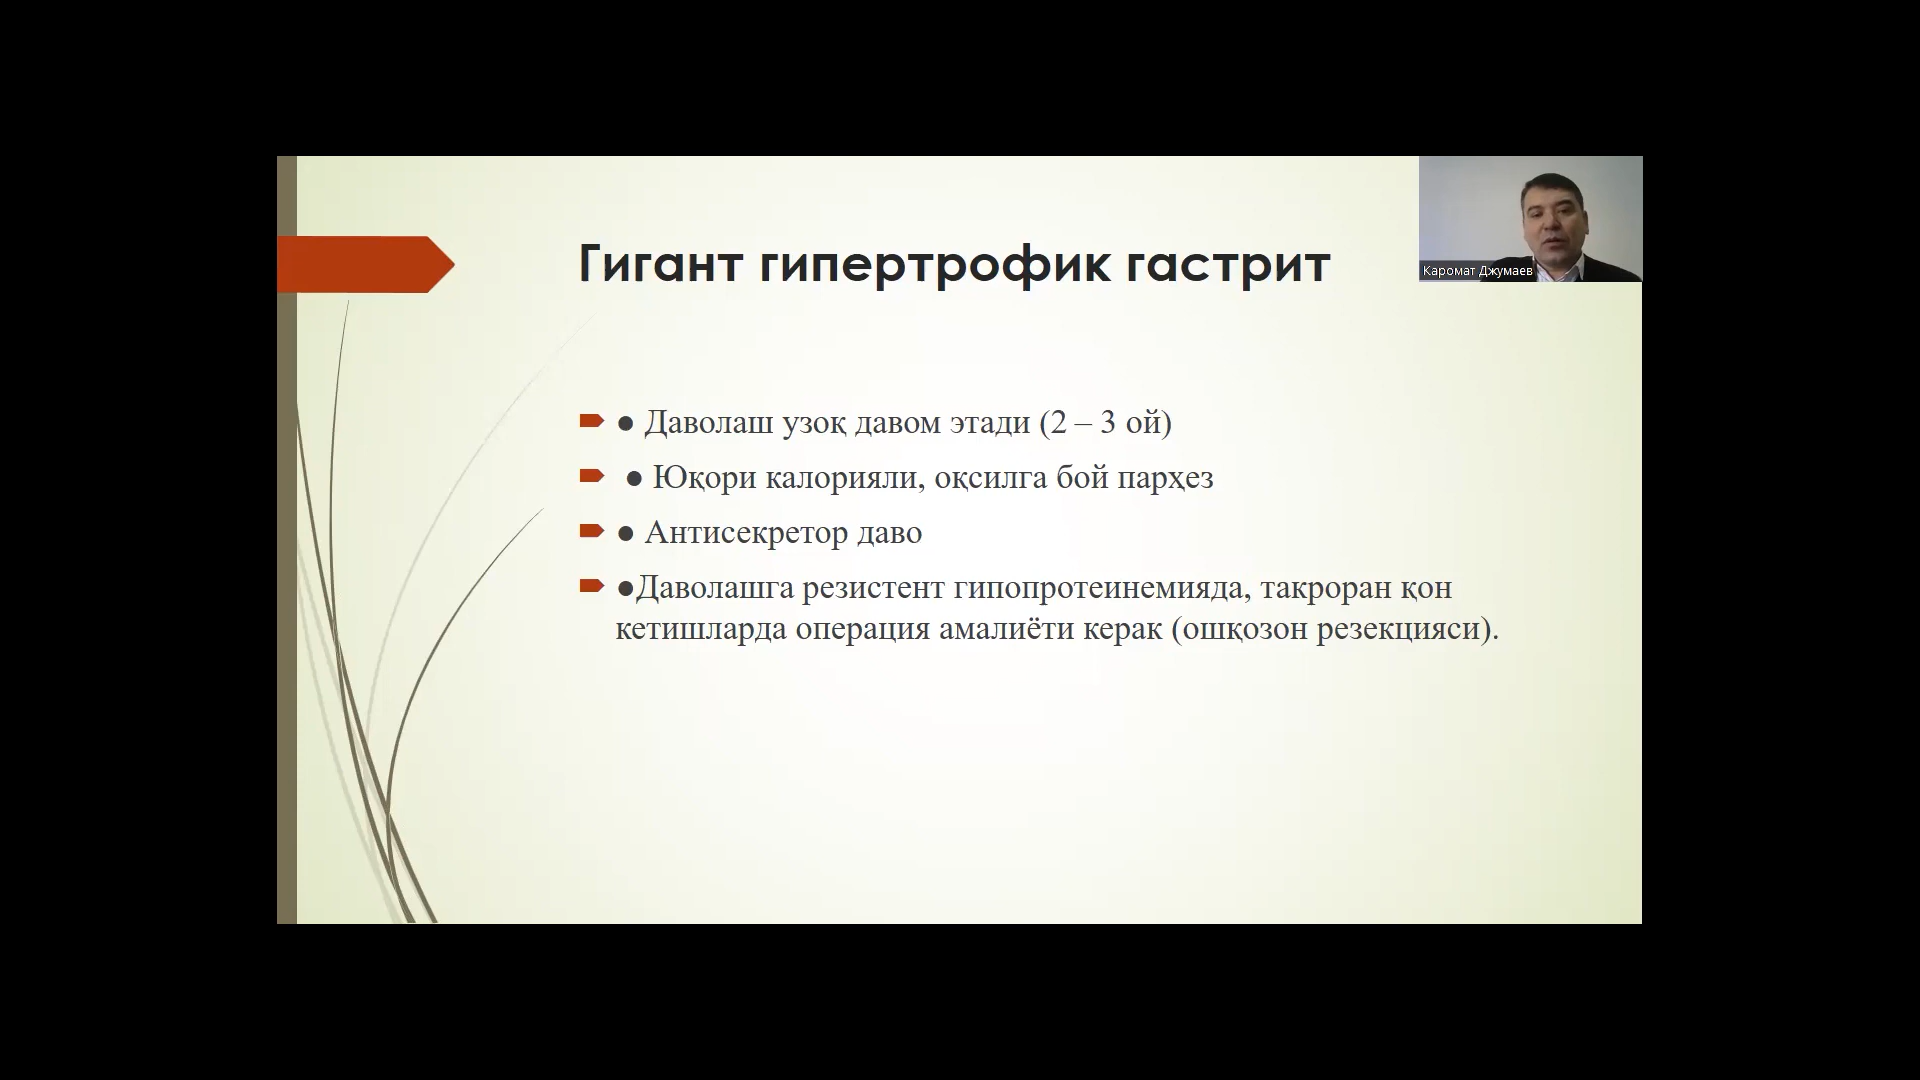 Гигант гипертрофик гастрит
Каромат Джумаев
● Даволаш узоқ давом этади (2 – 3 ой)
● Юқори калорияли, оқсилга бой парҳез
● Антисекретор даво
●Даволашга резистент гипопротеинемияда, такроран қон
кетишларда операция амалиёти керак (ошқозон резекцияси).